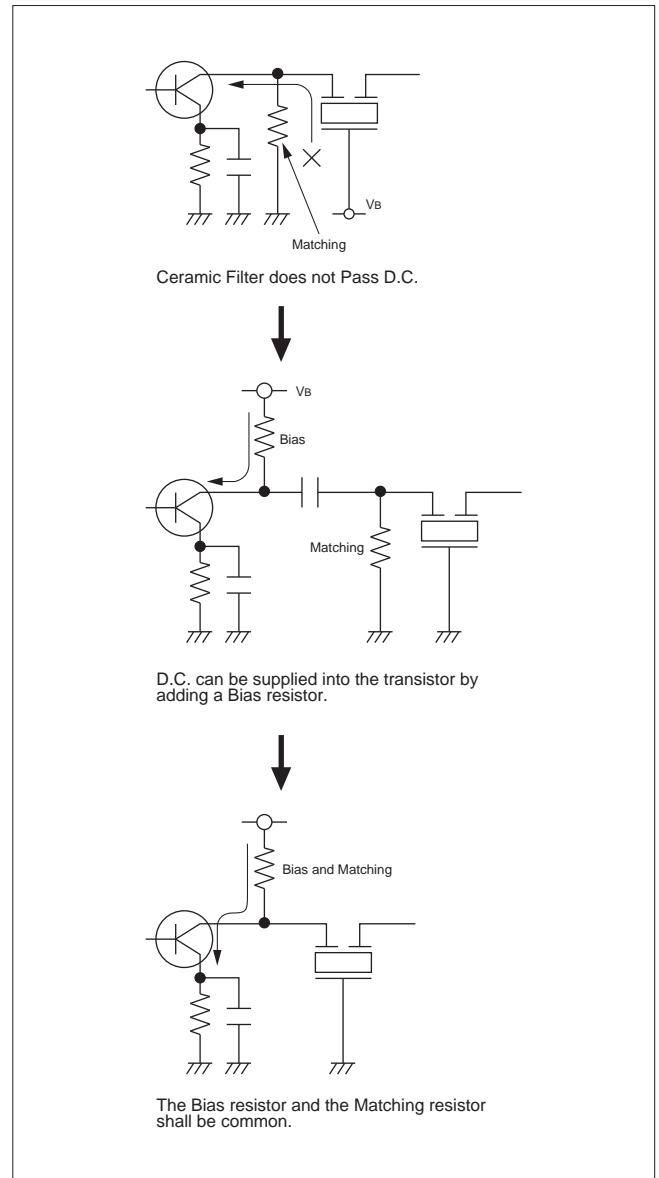 VB
Matching
Ceramic Filter does not Pass D.C.
VB
Bias
Matching
D.C. can be supplied into the transistor by
adding a Bias resistor.
Bias and Matching
The Bias resistor and the Matching resistor
shall be common.